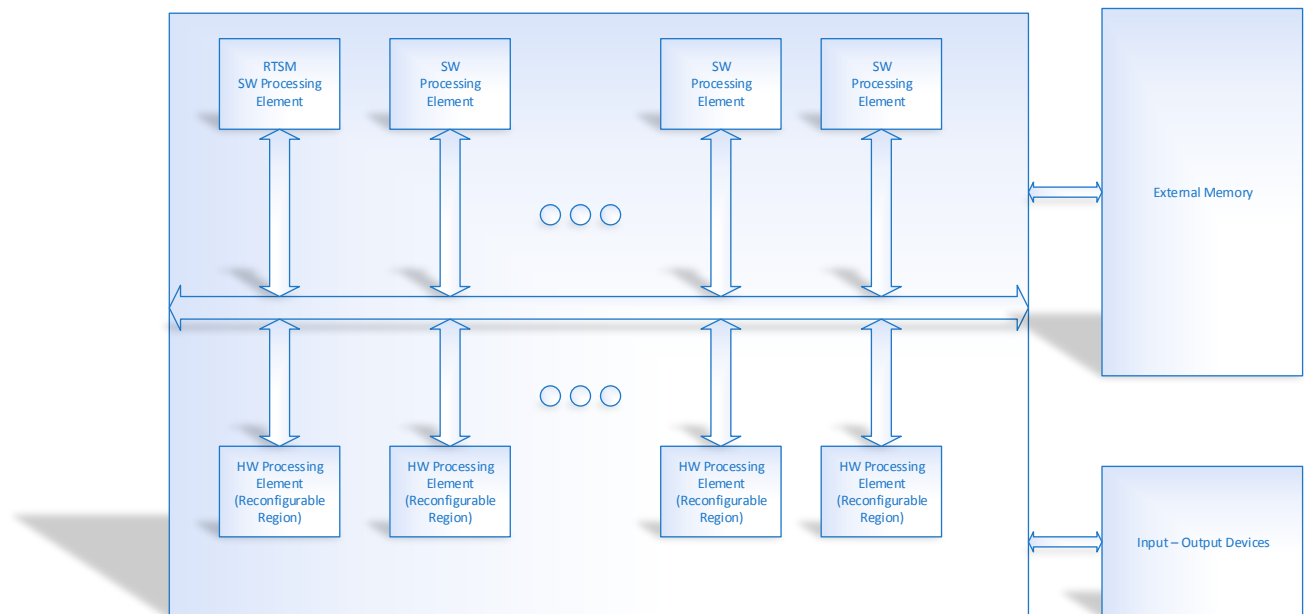 RTSM
SW Processing
Element
SW
Processing
Element
SW
Processing
Element
SW
Processing
Element
External Memory
HW Processing
Element
(Reconfigurable
Region)
HW Processing
Element
(Reconfigurable
Region)
HW Processing
Element
(Reconfigurable
Region)
HW Processing
Element
(Reconfigurable
Region)
Input – Output Devices